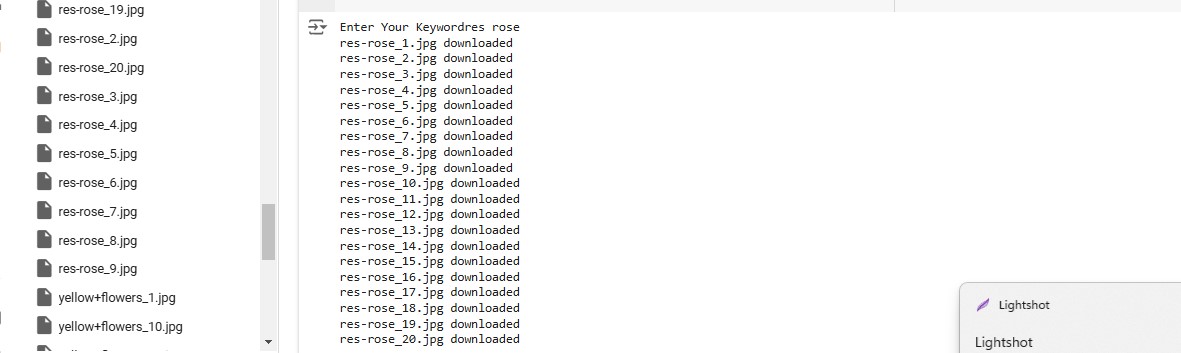 res-rose_19.jpg
res-rose_2.jpg
res-rose_20.jpg
res-rose_3.jpg
res-rose_4.jpg
res-rose_5.jpg
res-rose_6.jpg
res-rose_7.jpg
res-rose_8.jpg
res-rose_9.jpg
yellow+flowers_1.jpg
yellow+flowers_10.jpg
Enter Your Keywordres rose
res-rose_1.jpg downloaded
res-rose_2.jpg downloaded
res-rose_3.jpg downloaded
res-rose_4.jpg downloaded
res-rose_5.jpg downloaded
res-rose_6.jpg downloaded
res-rose_7.jpg downloaded
res-rose_8.jpg downloaded
res-rose_9.jpg downloaded
res-rose_10.jpg downloaded
res-rose_11.jpg downloaded
res-rose_12.jpg downloaded
res-rose_13.jpg downloaded
res-rose_14.jpg downloaded
res-rose_15.jpg downloaded
res-rose_16.jpg downloaded
res-rose_17.jpg downloaded
res-rose_18.jpg downloaded
res-rose_19.jpg downloaded
res-rose_20.jpg downloaded
Lightshot
Lightshot